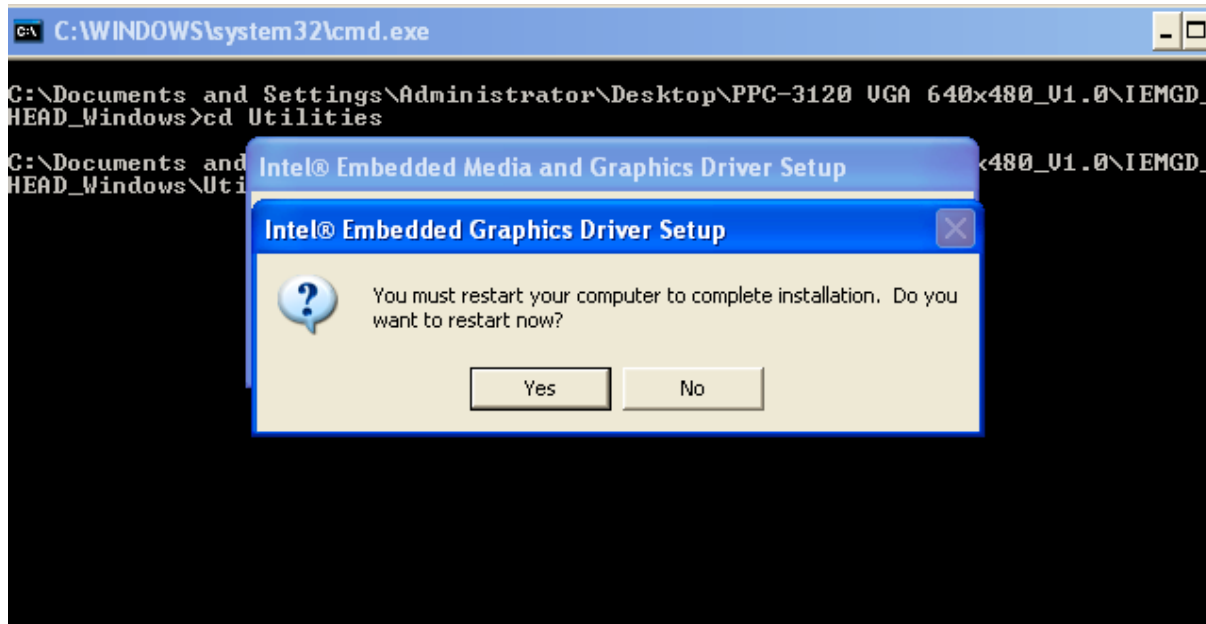 C:\WINDOWS\system32\cmd.exe
C:\Documents and Settings\Administrator\Desktop\PPC-3120 VGA 640x480_V1.0\IEMGD_
HEAD_Windows>cd Utilities
C:\Documents and
x480_V1.0\IEMGD_
HEAD_Windows\Uti
Intel® Embedded Media and Graphics Driver Setup
Intel® Embedded Graphics Driver Setup
You must restart your computer to complete installation. Do you
want to restart now?
Yes
No